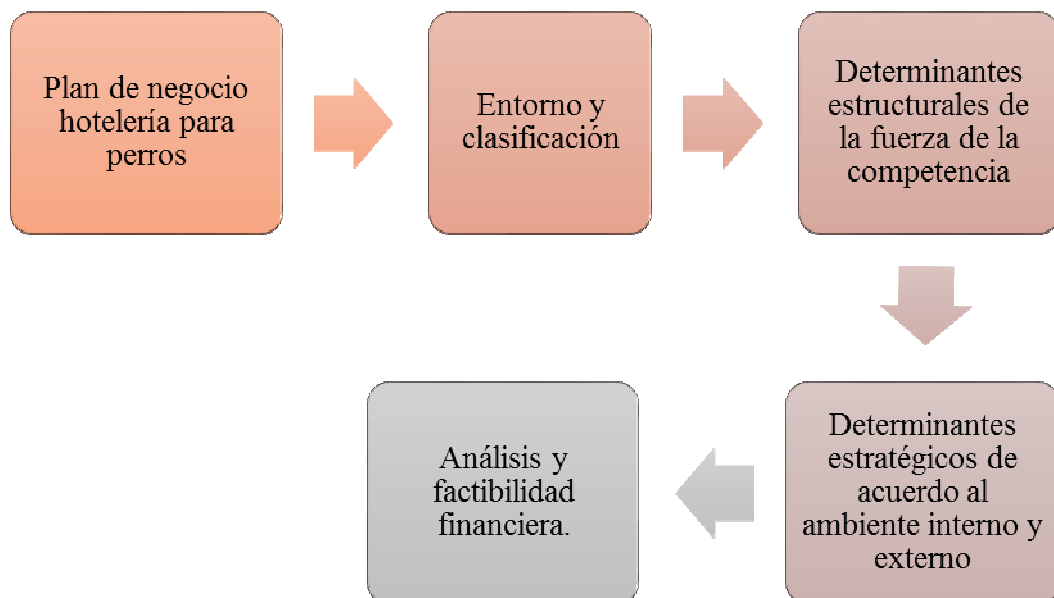 Plan de negocio
hotelería para
perros
Entorno y
clasificación
Determinantes
estructurales de
la fuerza de la
competencia
Determinantes
estratégicos de
acuerdo al
ambiente interno y
externo
Análisis y
factibilidad
financiera.